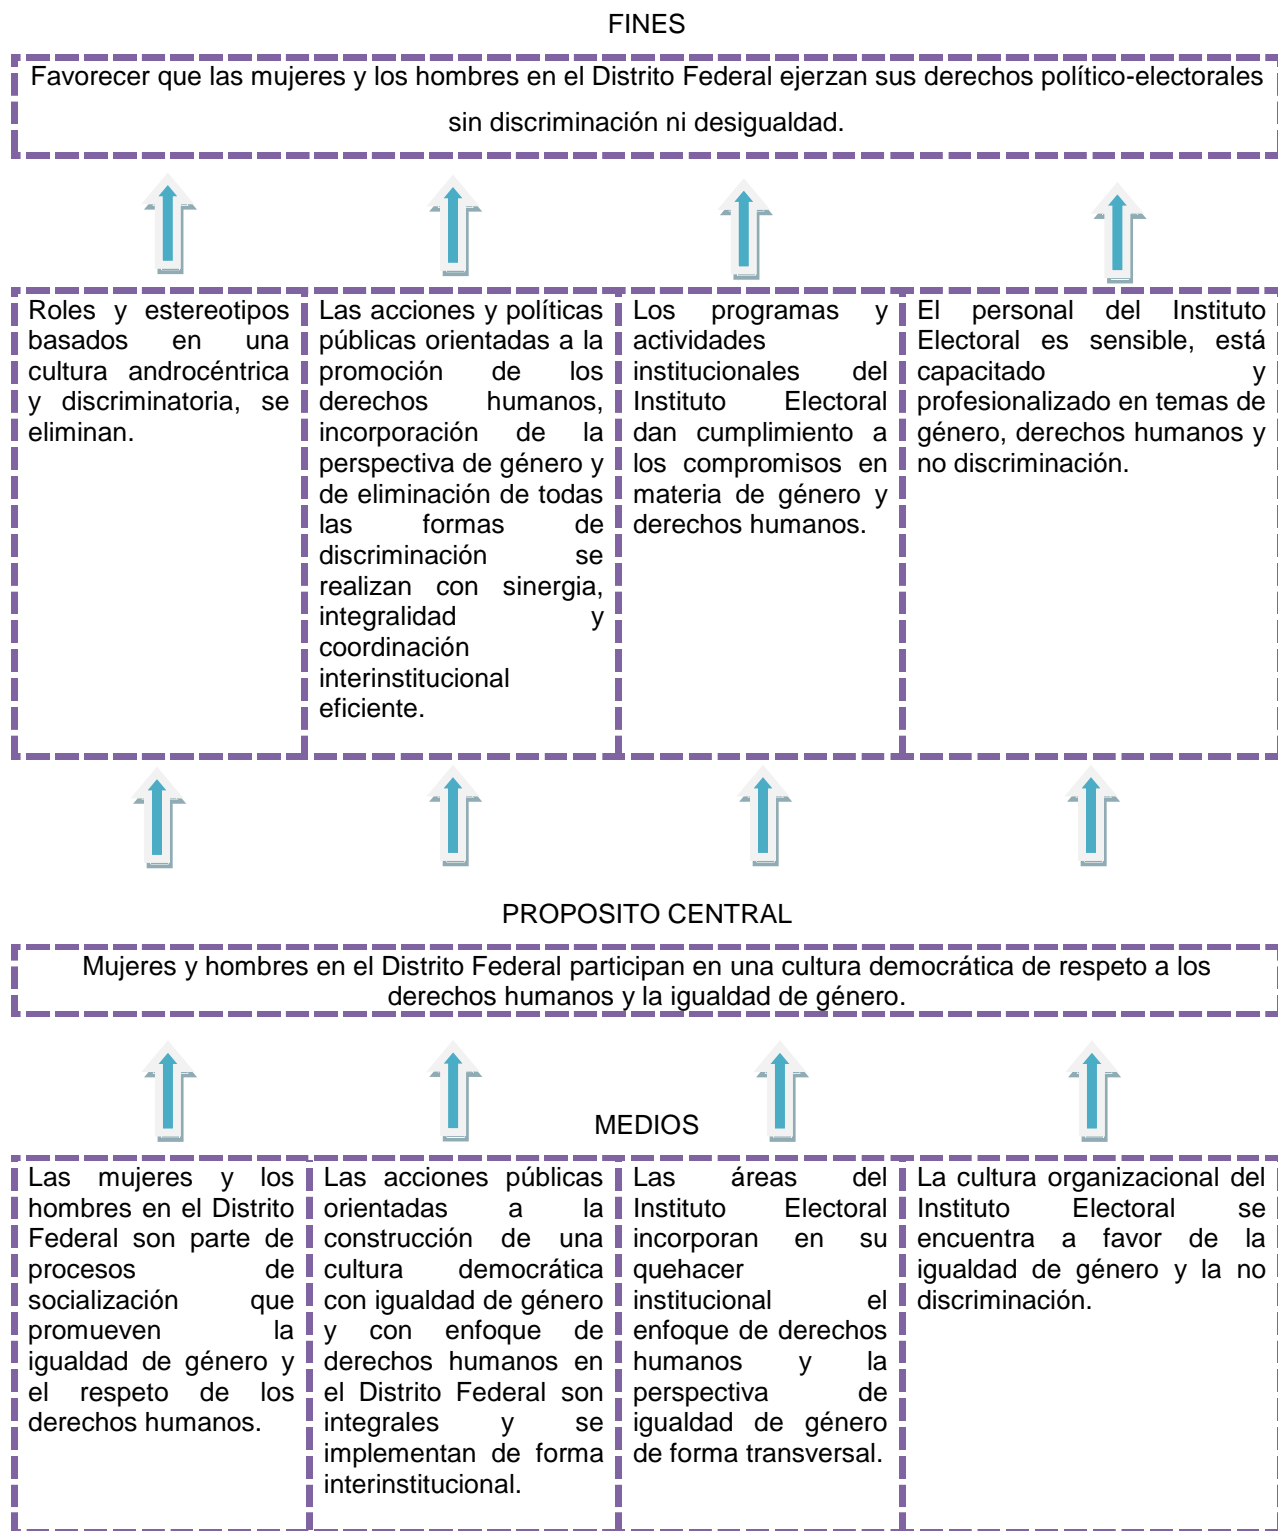 FINES
Favorecer que las mujeres y los hombres en el Distrito Federal ejerzan sus derechos político-electorales
sin discriminación ni desigualdad.
Roles y estereotipos
basados en una
cultura androcéntrica
y discriminatoria, se
eliminan.
Las acciones y políticas
públicas orientadas a la
promoción de los
derechos humanos,
incorporación de la
perspectiva de género y
de eliminación de todas
las formas de
discriminación se
realizan con sinergia,
integralidad y
coordinación
interinstitucional
eficiente.
Los programas y
actividades
institucionales del
Instituto Electoral
dan cumplimiento a
los compromisos en
materia de género y
derechos humanos.
El personal del Instituto
Electoral es sensible, está
capacitado y
profesionalizado en temas de
género, derechos humanos y
no discriminación.
PROPOSITO CENTRAL
Mujeres y hombres en el Distrito Federal participan en una cultura democrática de respeto a los
derechos humanos y la igualdad de género.
MEDIOS
Las mujeres y los
hombres en el Distrito
Federal son parte de
procesos de
socialización que
promueven la
igualdad de género y
el respeto de los
derechos humanos.
Las acciones públicas
orientadas a la
construcción de una
cultura democrática
con igualdad de género
y con enfoque de
derechos humanos en
el Distrito Federal son
integrales y se
implementan de forma
interinstitucional.
Las áreas del
Instituto Electoral
incorporan en su
quehacer
institucional el
enfoque de derechos
humanos y la
perspectiva de
igualdad de género
de forma transversal.
La cultura organizacional del
Instituto Electoral se
encuentra a favor de la
igualdad de género y la no
discriminación.